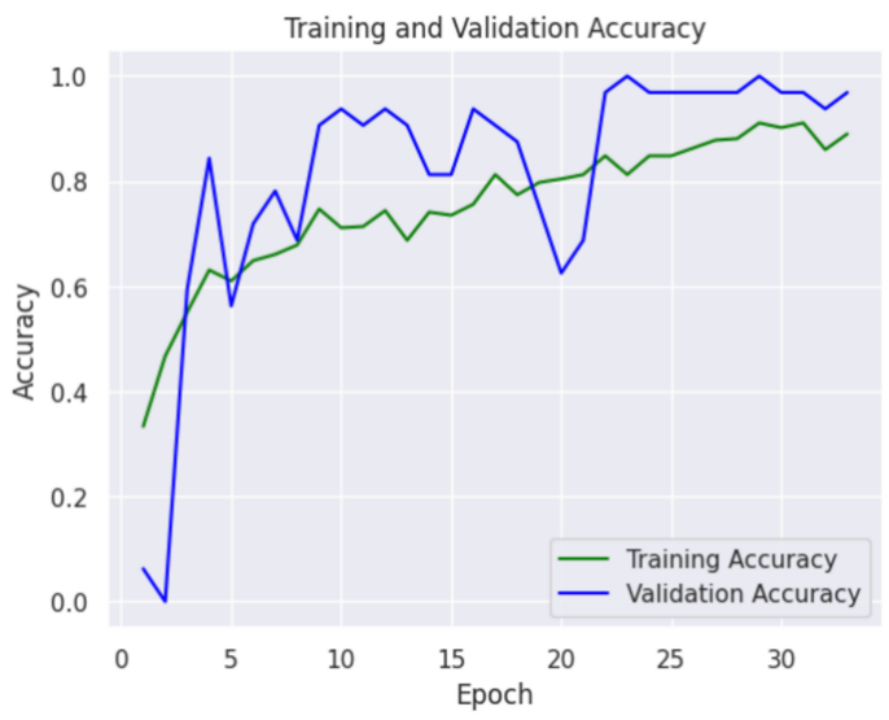 Training and Validation Accuracy
1.0
0.8
0.6
0.4
0.2
0.0
Accuracy
Training Accuracy
Validation Accuracy
0 5 10 15 20 25 30
Epoch